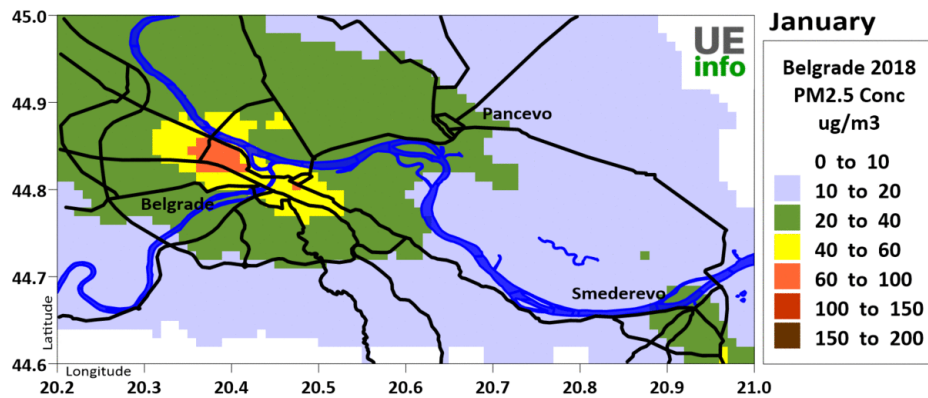 January
45.0
44.9
44.8
44.7
44.6
Latitude
UE
info
Pancevo
Belgrade
Smederevo
Longitude
20.2 20.3 20.4 20.5 20.6 20.7 20.8 20.9 21.0
Belgrade 2018
PM2.5 Conc
ug/m3
0 to 10
10 to 20
20 to 40
40 to 60
60 to 100
100 to 150
150 to 200